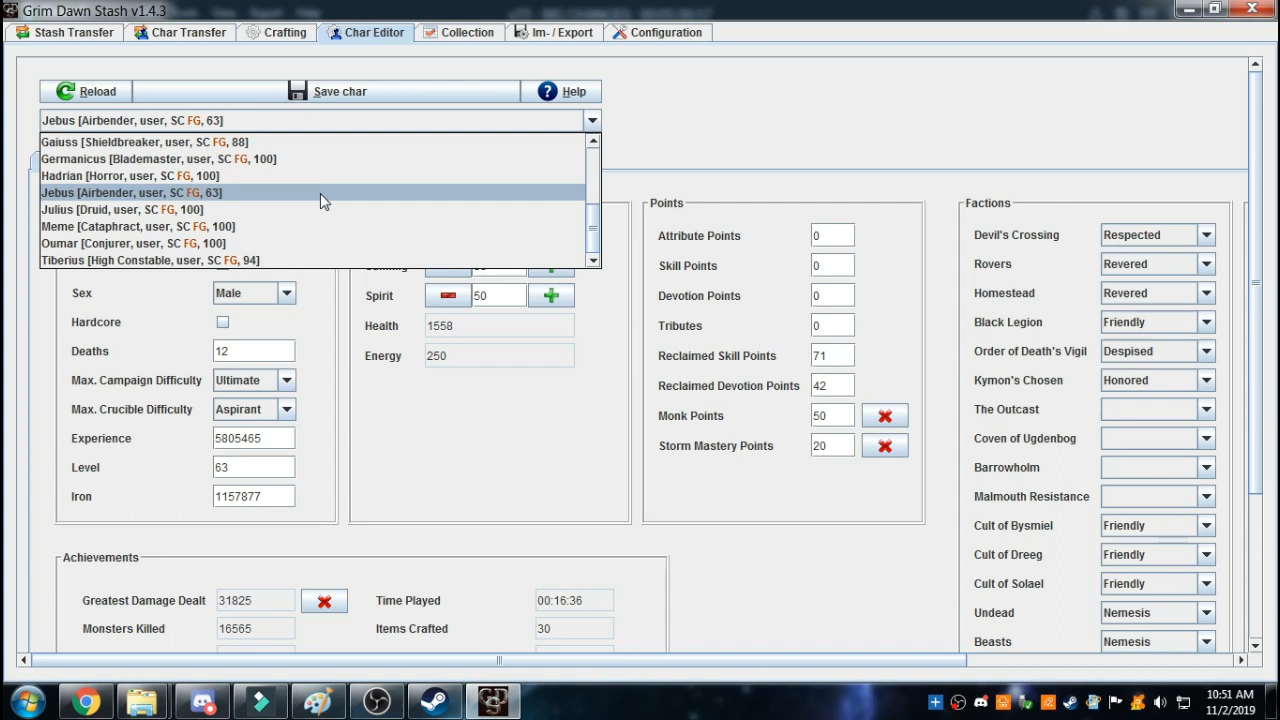 Grim Dawn Stash v1.4.3
Stash Transfer Char Transfer Crafting Char Editor Collection Im- / Export Configuration
Reload Save char Help
Jebus [Airbender, user, SC FG, 63]
Gaiuss [Shieldbreaker, user, SC FG, 88]
Germanicus [Blademaster, user, SC FG, 100]
Hadrian [Horror, user, SC FG, 100]
Jebus [Airbender, user, SC FG, 63]
Julius [Druid, user, SC FG, 100]
Meme [Cataphract, user, SC FG, 100]
Oumar [Conjurer, user, SC FG, 100]
Tiberius [High Constable, user, SC FG, 94]
Sex Male
Hardcore
Deaths 12
Max. Campaign Difficulty Ultimate
Max. Crucible Difficulty Aspirant
Experience 5805465
Level 63
Iron 1157877
Spirit 50
Health 1558
Energy 250
Points
Attribute Points 0
Skill Points 0
Devotion Points 0
Tributes 0
Reclaimed Skill Points 71
Reclaimed Devotion Points 42
Monk Points 50
Storm Mastery Points 20
Factions
Devil's Crossing Respected
Rovers Revered
Homestead Revered
Black Legion Friendly
Order of Death's Vigil Despised
Kymon's Chosen Honored
The Outcast
Coven of Ugdenbog
Barrowholm
Malmouth Resistance
Cult of Bysmiel Friendly
Cult of Dreeg Friendly
Cult of Solael Friendly
Undead Nemesis
Beasts Nemesis
Achievements
Greatest Damage Dealt 31825 Time Played 00:16:36
Monsters Killed 16565 Items Crafted 30
10:51 AM
11/2/2019